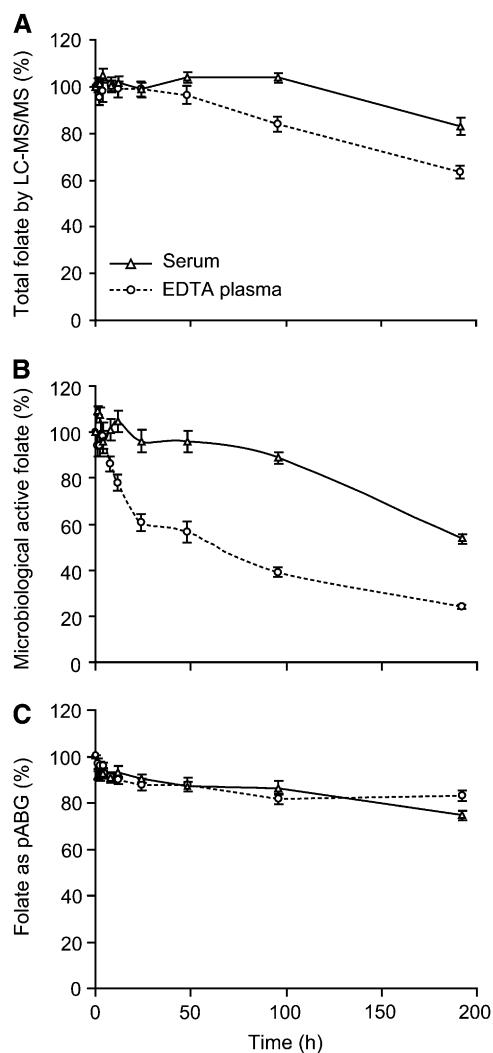 A
Total folate by LC-MS/MS (%)
120
100
80
60
40
20
0
Serum
EDTA plasma
B
Microbiological active folate (%)
120
100
80
60
40
20
0
C
Folate as pABG (%)
120
100
80
60
40
20
0
0 50 100 150 200
Time (h)